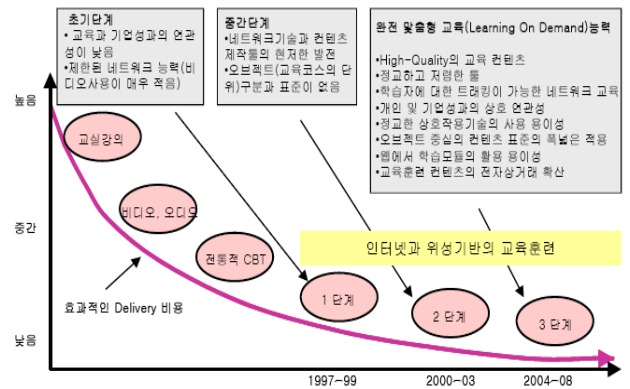 초기단계
• 교육과 기업성과의 연관
성이 낮음
•제한된 네트워크 능력(비
디오사용이 매우 적음)
중간단계
•네트워크기술과 컨텐츠
제작툴의 현저한 발전
•오브젝트(교육코스의 단
위)구분과 표준이 없음
완전 맞춤형 교육(Learning On Demand)능력
•High-Quality의 교육 컨텐츠
•정교하고 저렴한 툴
•학습자에 대한 트래킹이 가능한 네트워크 교육
•개인 및 기업성과의 상호 연관성
•정교한 상호작용기술의 사용 용이성
•오브젝트 중심의 컨텐츠 표준의 폭넓은 적용
•웹에서 학습모듈의 활용 용이성
•교육훈련 컨텐츠의 전자상거래 확산
높음
교실강의
비디오, 오디오
중간
인터넷과 위성기반의 교육훈련
전통적 CBT
효과적인 Delivery 비용
1 단계
2 단계
3 단계
낮음
1997-99
2000-03
2004-08